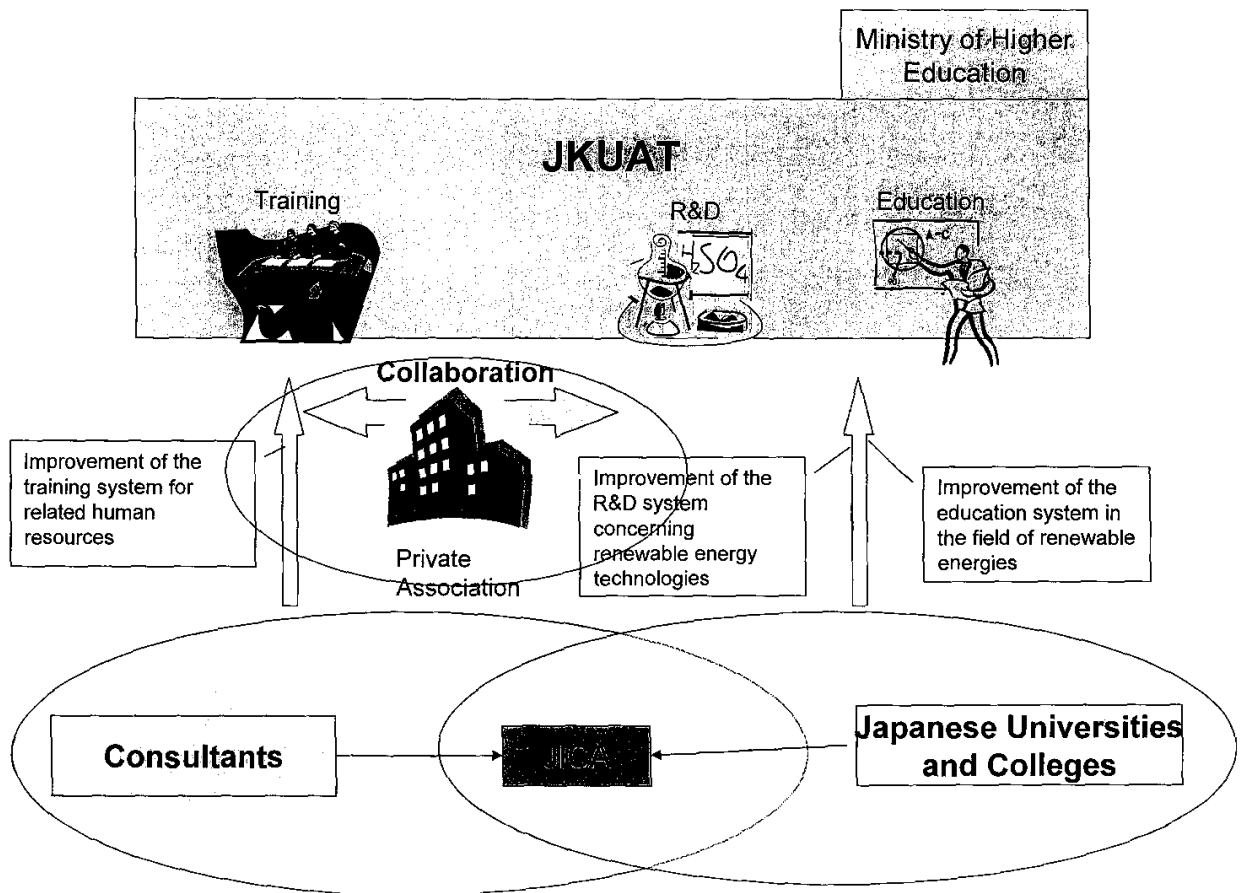 Ministry of Higher
Education
JKUAT
Training
R&D
Education
A=C
H₂SO₄
Collaboration
Improvement of the
training system for
related human
resources
Private
Association
Improvement of the
R&D system
concerning
renewable energy
technologies
Improvement of the
education system in
the field of renewable
energies
Consultants
JICA
Japanese Universities
and Colleges